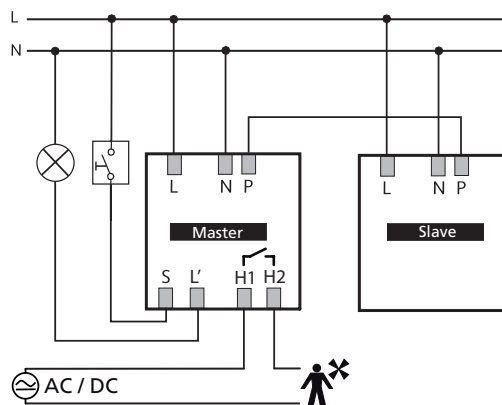 L
N
L N P
L N P
Master
Slave
S L' H1 H2
AC / DC